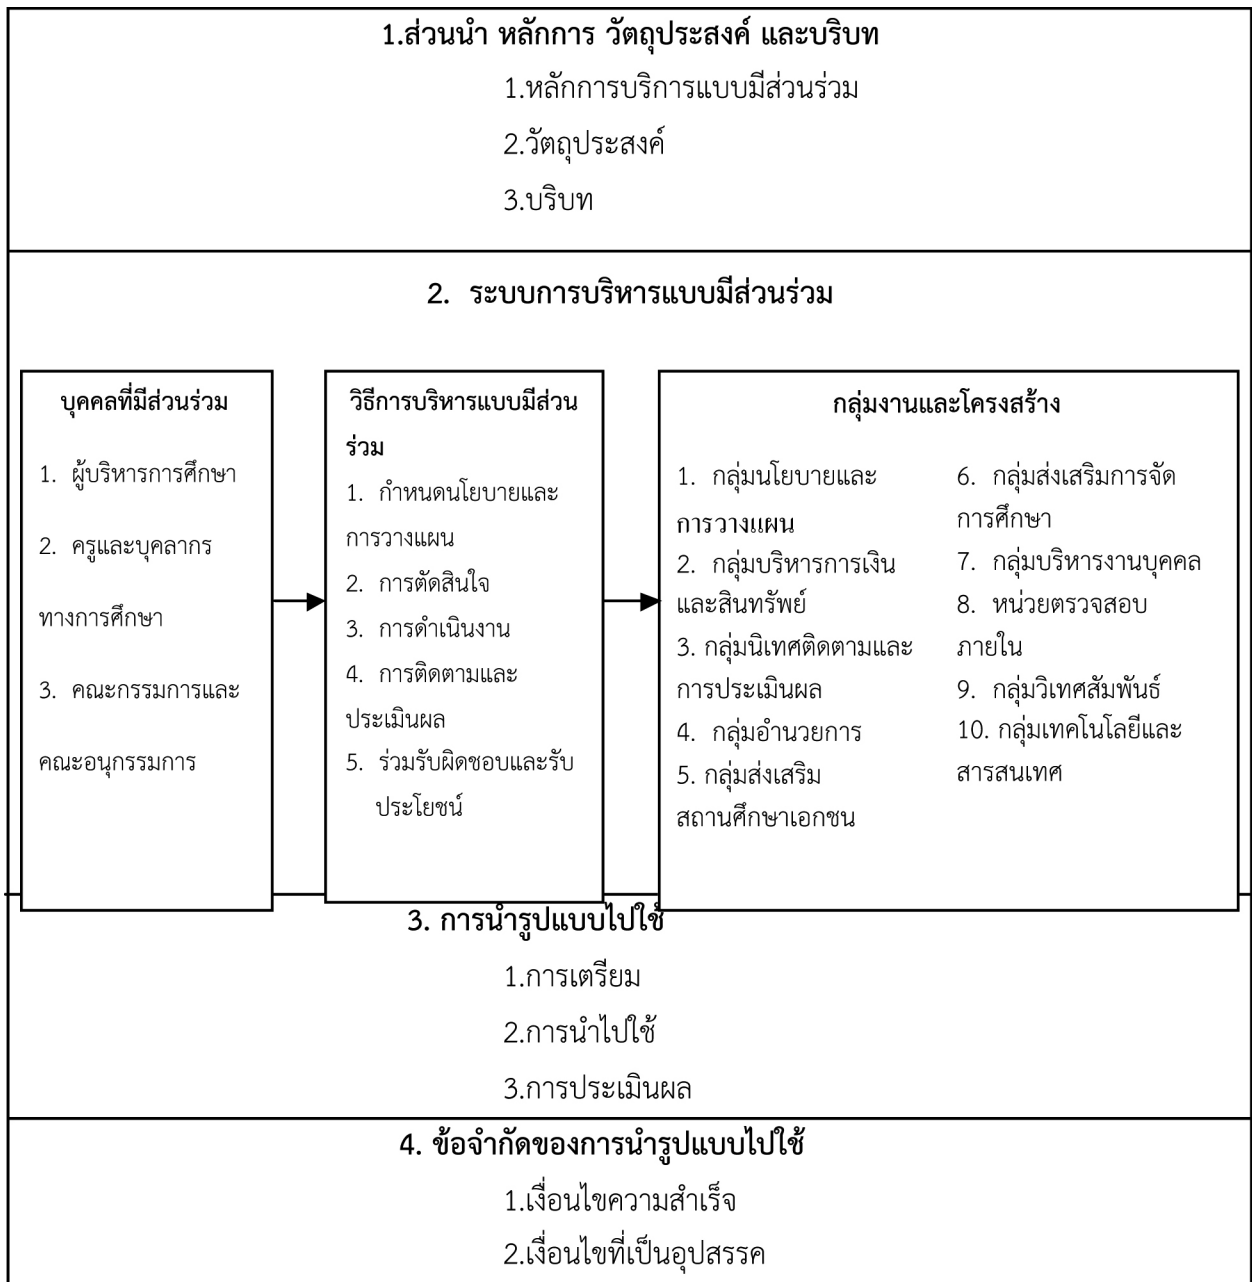 1.ส่วนนำ หลักการ วัตถุประสงค์ และบริบท
1.หลักการบริการแบบมีส่วนร่วม
2.วัตถุประสงค์
3.บริบท
2. ระบบการบริหารแบบมีส่วนร่วม
บุคคลที่มีส่วนร่วม
1. ผู้บริหารการศึกษา
2. ครูและบุคลากร
ทางการศึกษา
3. คณะกรรมการและ
คณะอนุกรรมการ
วิธีการบริหารแบบมีส่วน
ร่วม
1. กำหนดนโยบายและ
การวางแผน
2. การตัดสินใจ
3. การดำเนินงาน
4. การติดตามและ
ประเมินผล
5. ร่วมรับผิดชอบและรับ
ประโยชน์
กลุ่มงานและโครงสร้าง
1. กลุ่มนโยบายและ
การวางแผน
2. กลุ่มบริหารการเงิน
และสินทรัพย์
3. กลุ่มนิเทศติดตามและ
การประเมินผล
4. กลุ่มอำนวยการ
5. กลุ่มส่งเสริม
สถานศึกษาเอกชน
6. กลุ่มส่งเสริมการจัด
การศึกษา
7. กลุ่มบริหารงานบุคคล
8. หน่วยตรวจสอบ
ภายใน
9. กลุ่มวิเทศสัมพันธ์
10. กลุ่มเทคโนโลยีและ
สารสนเทศ
3. การนำรูปแบบไปใช้
1.การเตรียม
2.การนำไปใช้
3.การประเมินผล
4. ข้อจำกัดของการนำรูปแบบไปใช้
1.เงื่อนไขความสำเร็จ
2.เงื่อนไขที่เป็นอุปสรรค